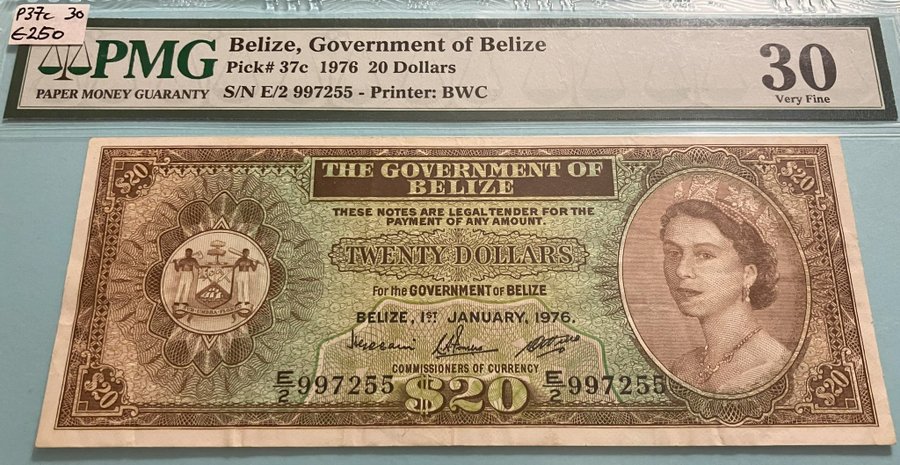 P37c 30
€250
PMG
PAPER MONEY GUARANTY
Belize, Government of Belize
Pick# 37c 1976 20 Dollars
S/N E/2 997255 - Printer: BWC
30
Very Fine
$20
$20
THE GOVERNMENT OF
BELIZE
THESE NOTES ARE LEGAL TENDER FOR THE
PAYMENT OF ANY AMOUNT.
TWENTY DOLLARS
For the GOVERNMENT OF BELIZE
BELIZE, 1ST JANUARY, 1976.
COMMISSIONERS OF CURRENCY
E/2 997255
$20
E/2 997255
$20
$20